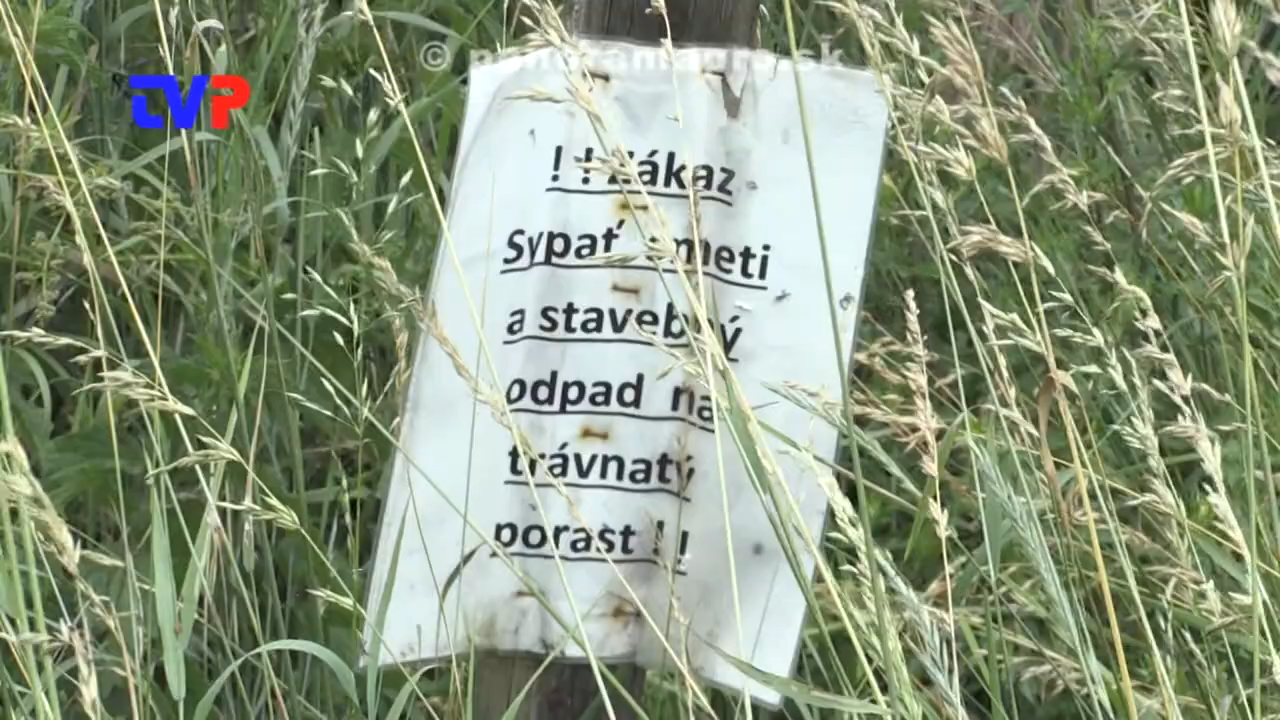 TVP
! ! Zákaz
Sypať smeti
a stavebný
odpad na
trávnatý
porast ! !